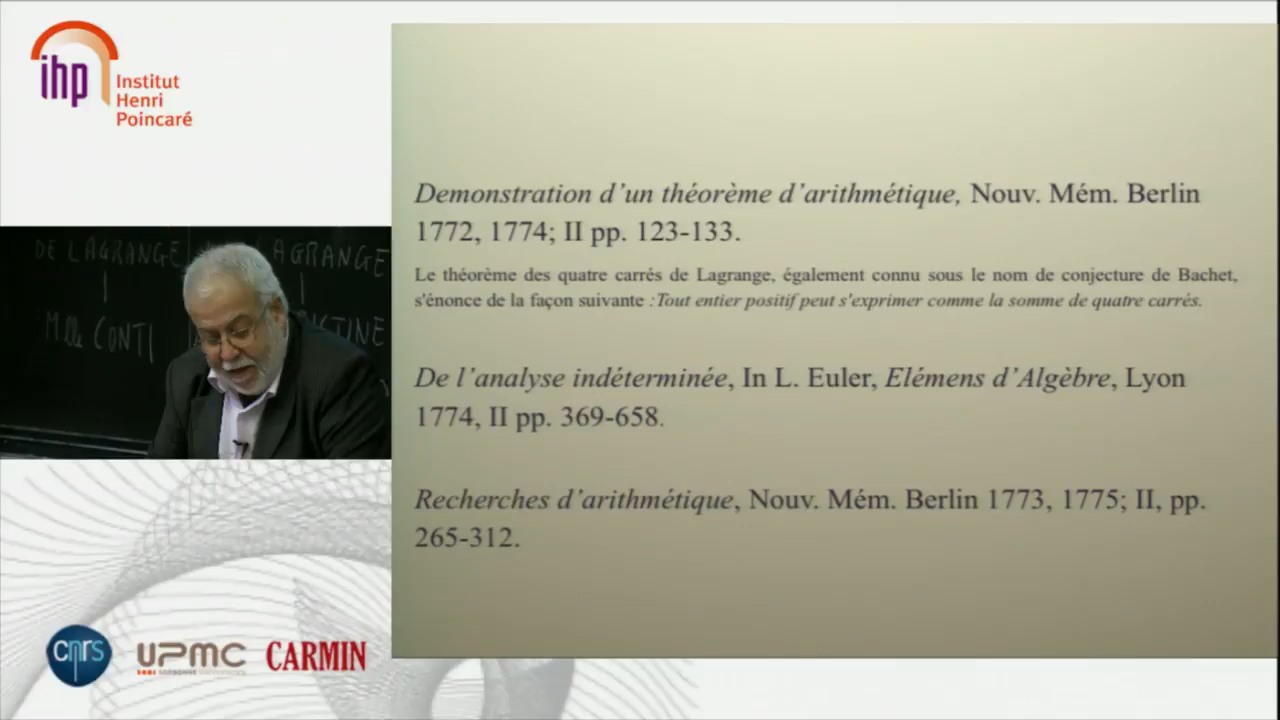 ihp
Institut
Henri
Poincaré
DE LAGRANGE
LAGRANGE
Mlle CONTI
Demonstration d’un théorème d’arithmétique, Nouv. Mém. Berlin
1772, 1774; II pp. 123-133.
Le théorème des quatre carrés de Lagrange, également connu sous le nom de conjecture de Bachet,
s'énonce de la façon suivante :Tout entier positif peut s'exprimer comme la somme de quatre carrés.
De l’analyse indéterminée, In L. Euler, Elémens d’Algèbre, Lyon
1774, II pp. 369-658.
Recherches d’arithmétique, Nouv. Mém. Berlin 1773, 1775; II, pp.
265-312.
cnrs
UPMC
CARMIN